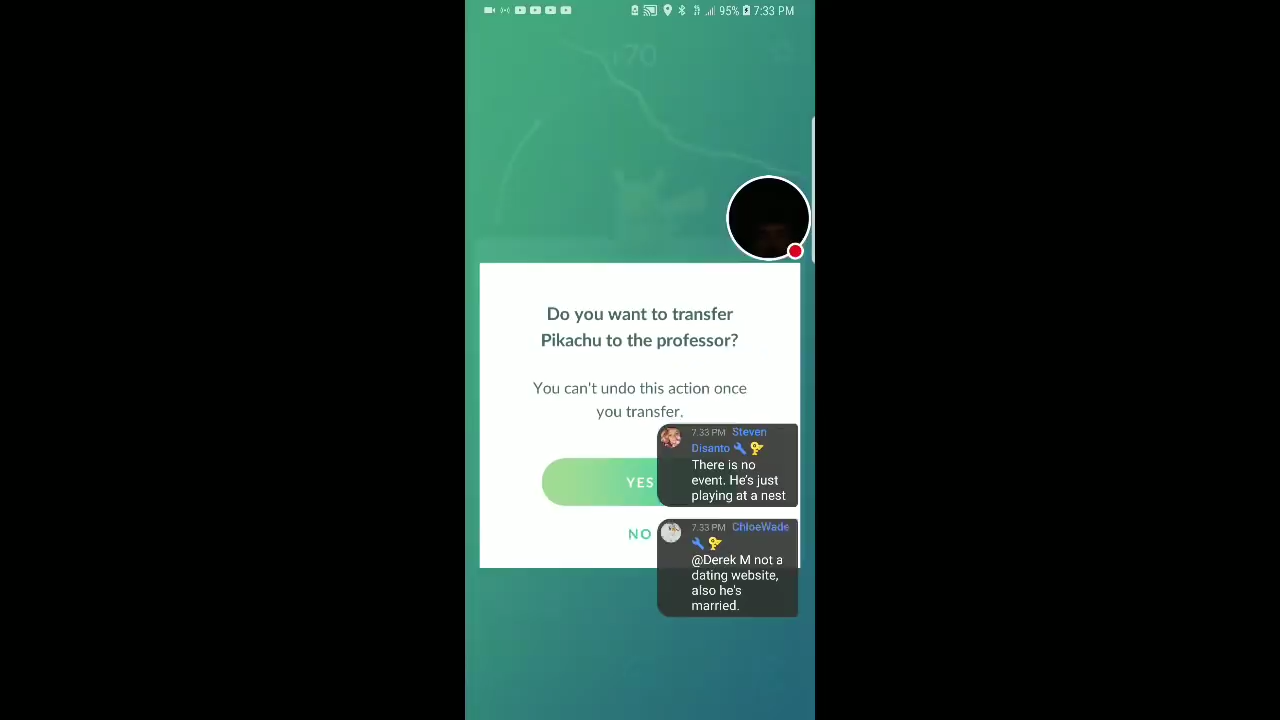 95% 7:33 PM
70
Do you want to transfer
Pikachu to the professor?
You can't undo this action once
you transfer.
YES
NO
7:33 PM Steven
Disanto
There is no
event. He's just
playing at a nest
7:33 PM ChloeWade
@Derek M not a
dating website,
also he's
married.